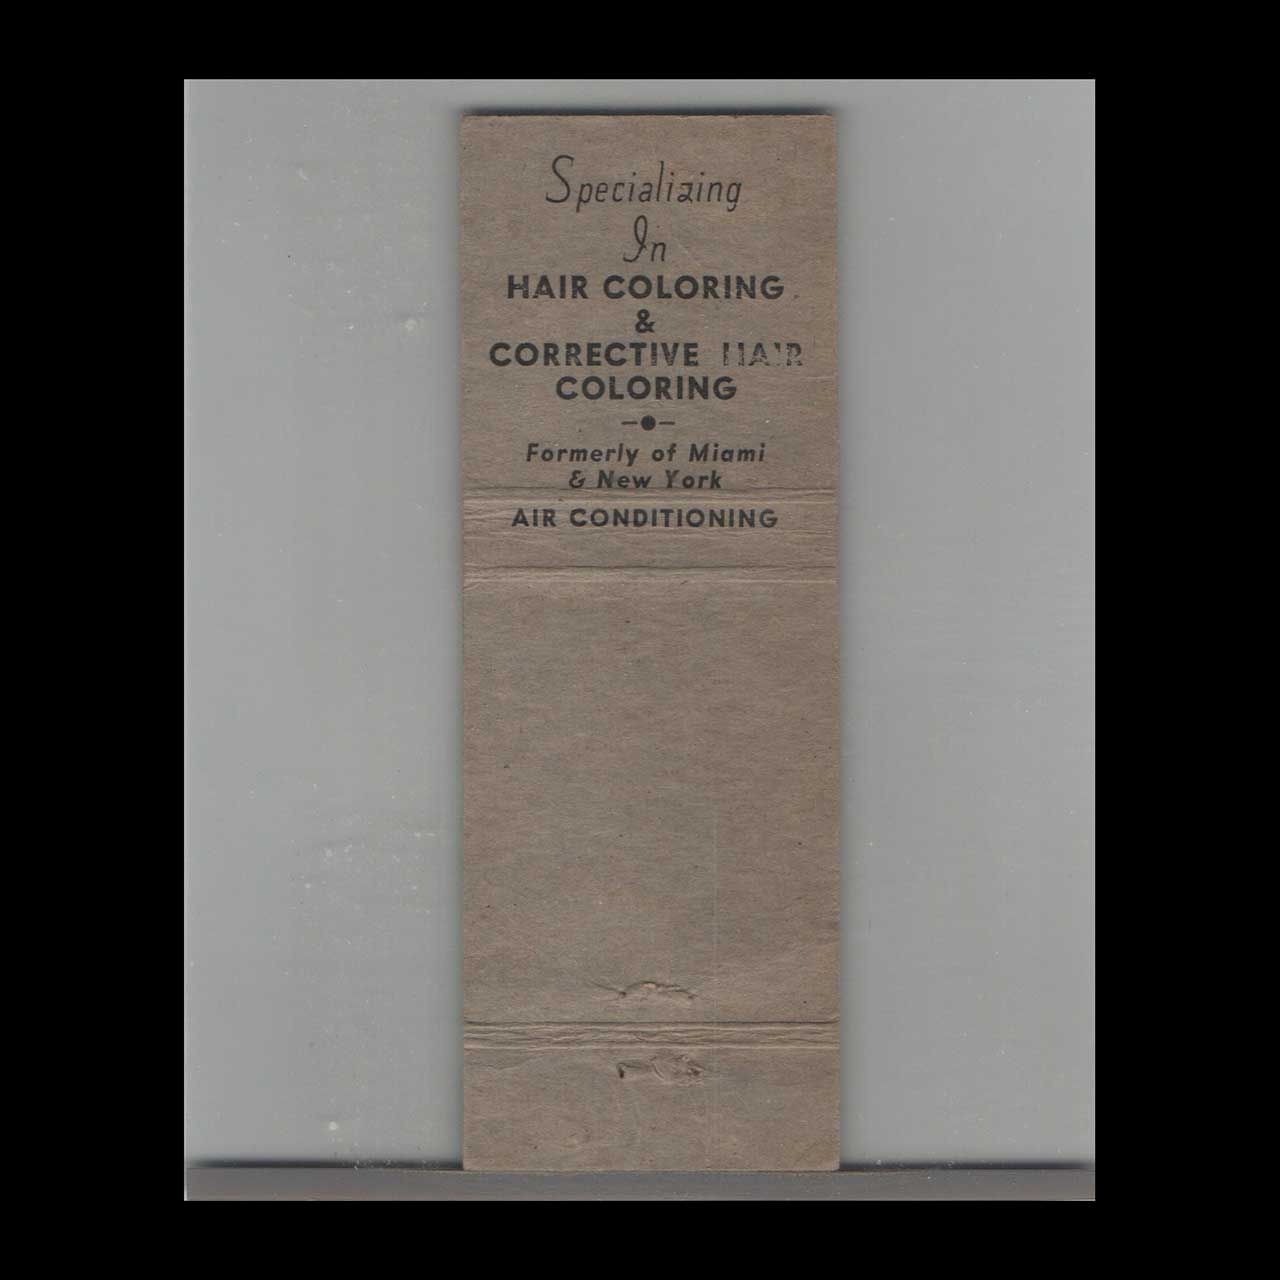 Specializing
In
HAIR COLORING
&
CORRECTIVE HAIR
COLORING
Formerly of Miami
& New York
AIR CONDITIONING